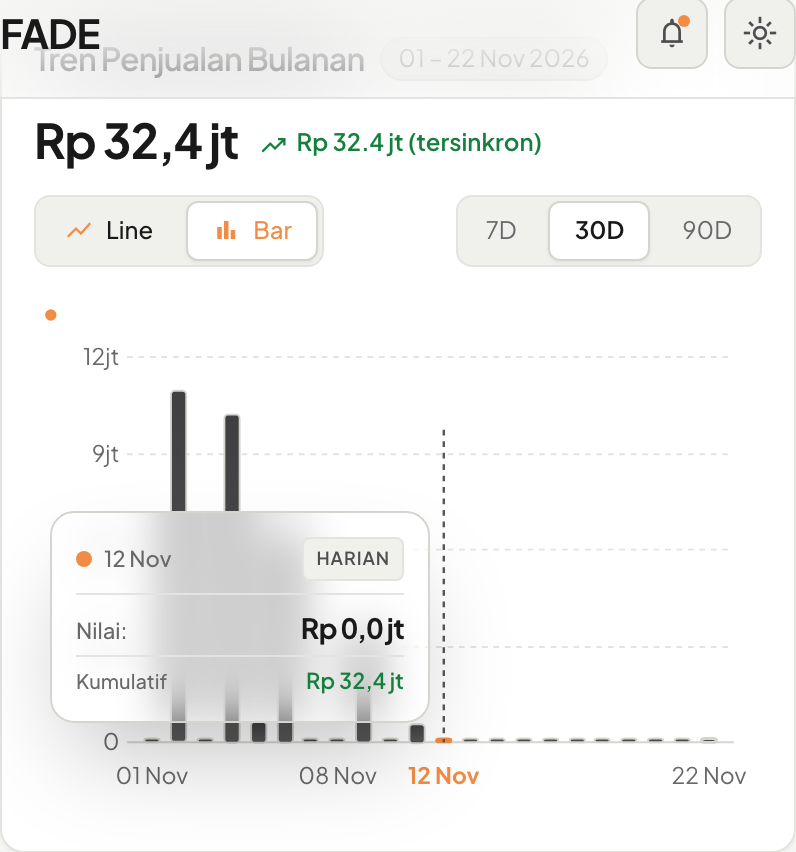 FADE
Tren Penjualan Bulanan 01 – 22 Nov 2026
Rp 32,4 jt Rp 32.4 jt (tersinkron)
Line Bar 7D 30D 90D
12jt
9jt
12 Nov HARIAN
Nilai: Rp 0,0 jt
Kumulatif Rp 32,4 jt
0
01 Nov 08 Nov 12 Nov 22 Nov